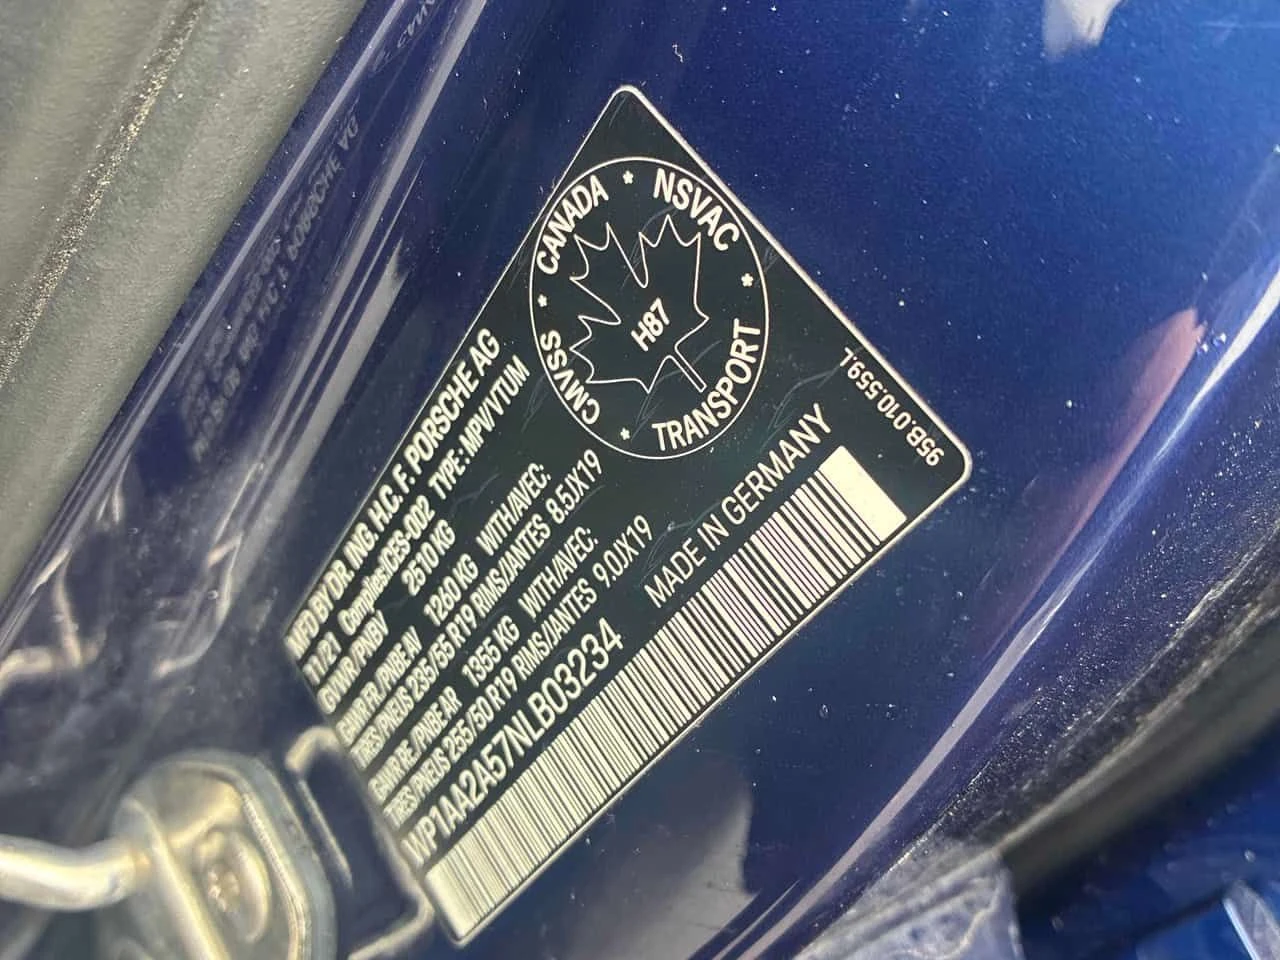 CANADA * NSVAC * TRANSPORT * CMVSS *
H87
MFD BY DR. ING. H.C. F. PORSCHE AG
11/21 Complies ICES-002 TYPE: MPV/VTUM
GVWR/PNBV 2510 KG
GAWR FR./PNBE AV 1260 KG WITH/AVEC:
TIRES/PNEUS 235/55 R19 RIMS/JANTES 8.5JX19
GAWR RE./PNBE AR 1355 KG WITH/AVEC:
TIRES/PNEUS 255/50 R19 RIMS/JANTES 9.0JX19
WP1AA2A57NLB03234 MADE IN GERMANY
95B.010.559.L
PORSCHE AG